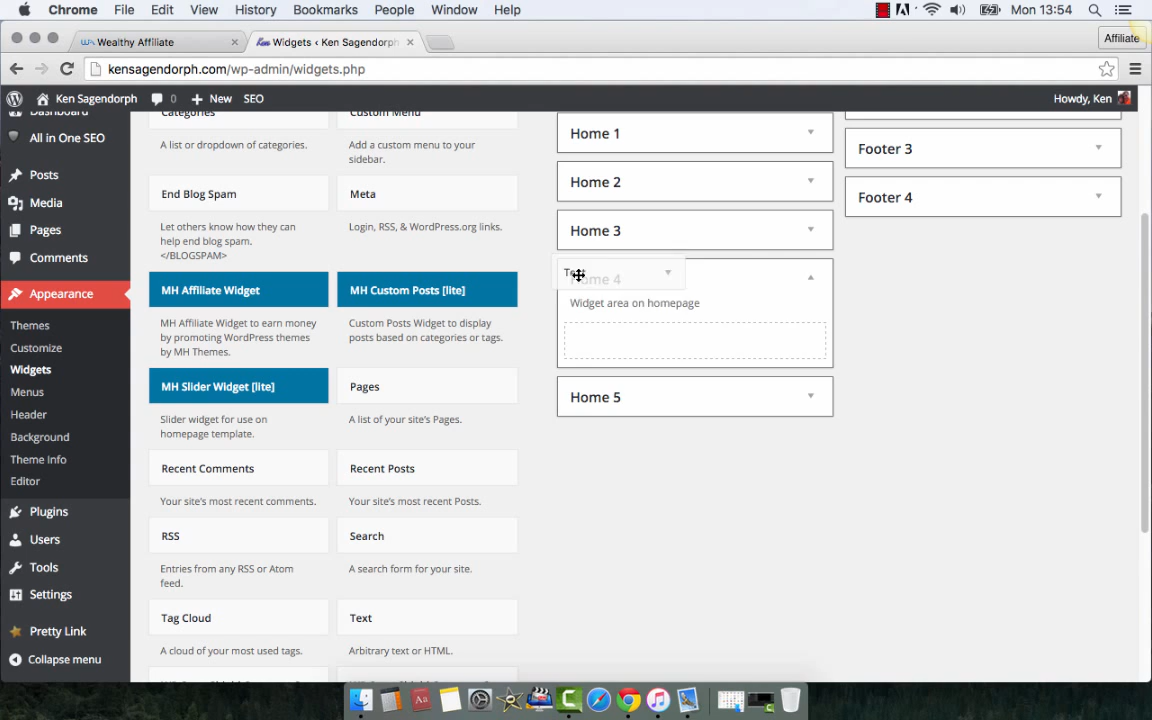 Chrome File Edit View History Bookmarks People Window Help Mon 13:54
Wealthy Affiliate
Widgets ‹ Ken Sagendorph
Affiliate
kensagendorph.com/wp-admin/widgets.php
Ken Sagendorph 0 New SEO Howdy, Ken
Dashboard
All in One SEO
Posts
Media
Pages
Comments
Appearance
Themes
Customize
Widgets
Menus
Header
Background
Theme Info
Editor
Plugins
Users
Tools
Settings
Pretty Link
Collapse menu
Categories
A list or dropdown of categories.
Custom Menu
Add a custom menu to your
sidebar.
End Blog Spam
Let others know how they can
help end blog spam.
</BLOGSPAM>
Meta
Login, RSS, & WordPress.org links.
MH Affiliate Widget
MH Affiliate Widget to earn money
by promoting WordPress themes
by MH Themes.
MH Custom Posts [lite]
Custom Posts Widget to display
posts based on categories or tags.
MH Slider Widget [lite]
Slider widget for use on
homepage template.
Pages
A list of your site's Pages.
Recent Comments
Your site's most recent comments.
Recent Posts
Your site's most recent Posts.
RSS
Entries from any RSS or Atom
feed.
Search
A search form for your site.
Tag Cloud
A cloud of your most used tags.
Text
Arbitrary text or HTML.
Home 1
Home 2
Home 3
Text
Home 4
Widget area on homepage
Home 5
Footer 3
Footer 4